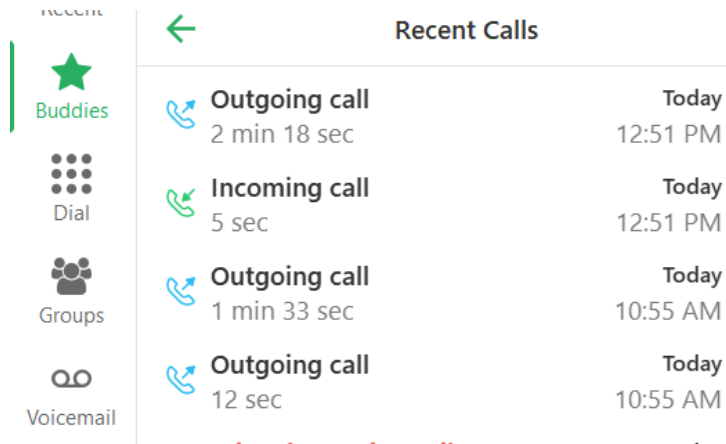 Recent
Buddies
Dial
Groups
Voicemail
Recent Calls
Outgoing call
Today
2 min 18 sec
12:51 PM
Incoming call
Today
5 sec
12:51 PM
Outgoing call
Today
1 min 33 sec
10:55 AM
Outgoing call
Today
12 sec
10:55 AM